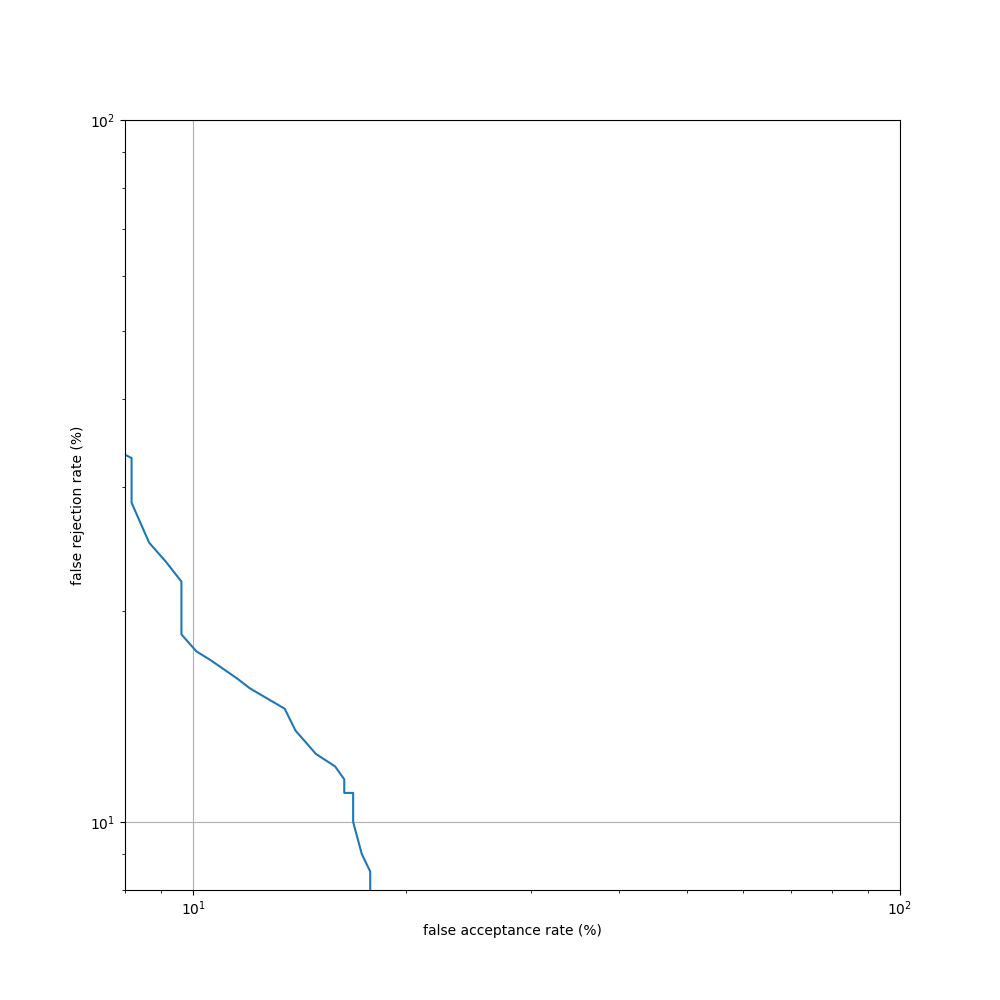 10²
false rejection rate (%)
10¹
10¹
10²
false acceptance rate (%)